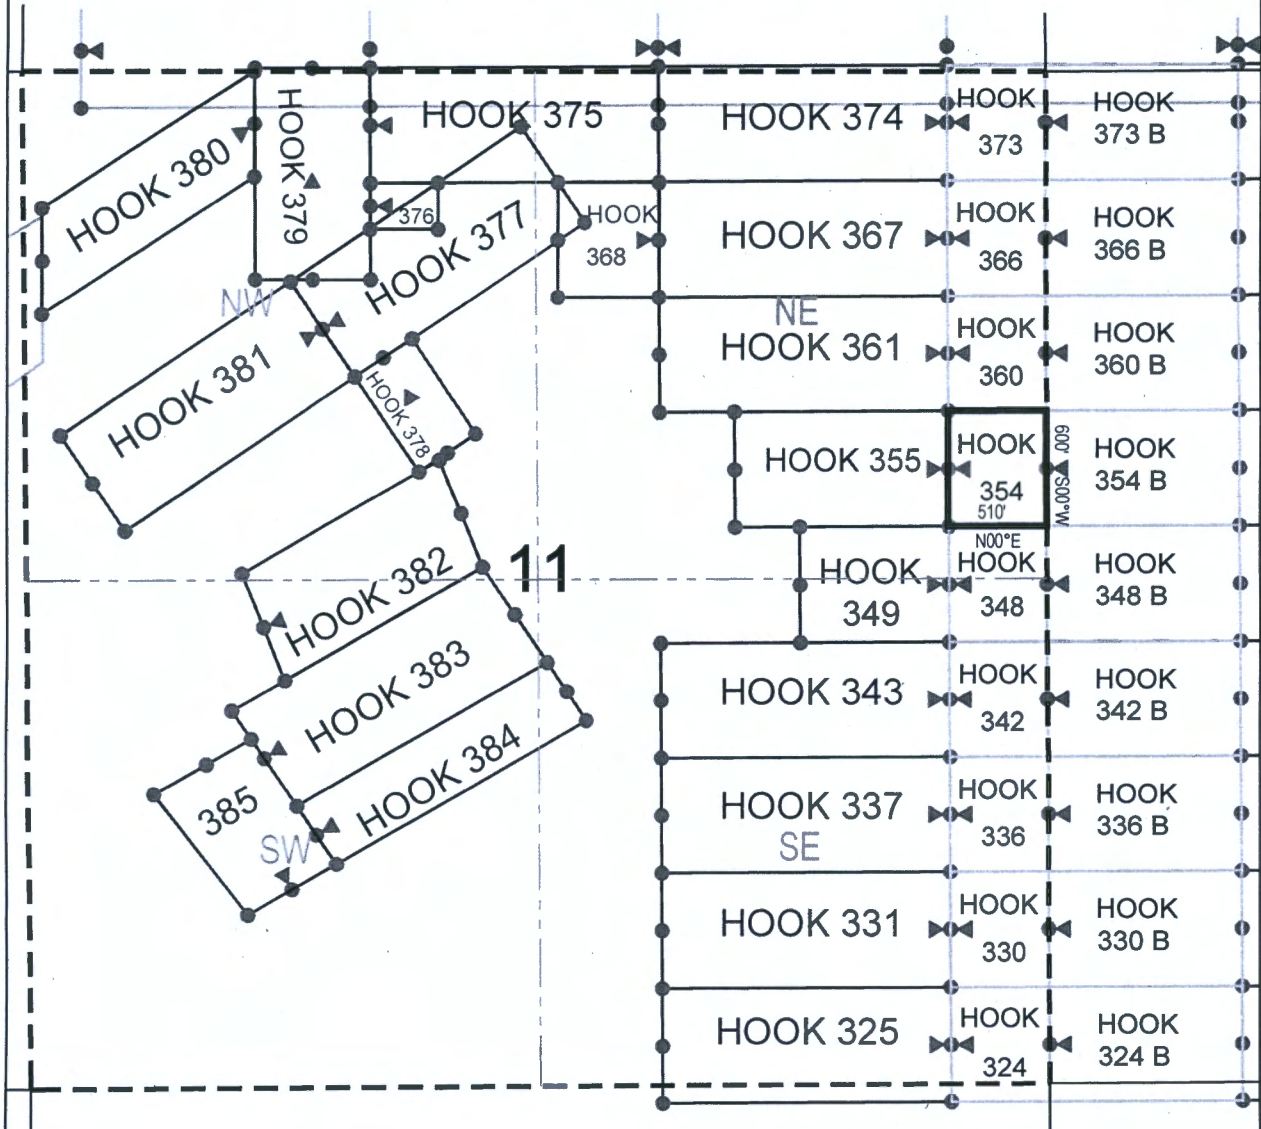 HOOK 375
HOOK 374
HOOK
373
HOOK
373 B
HOOK 380
HOOK 379
376
HOOK 377
HOOK
368
HOOK 367
HOOK
366
HOOK
366 B
NW
NE
HOOK 381
HOOK 378
HOOK 361
HOOK
360
HOOK
360 B
HOOK 355
HOOK
354
510'
N00°E
600'
S00°W
HOOK
354 B
11
HOOK 382
HOOK
349
HOOK
348
HOOK
348 B
HOOK 383
HOOK 343
HOOK
342
HOOK
342 B
HOOK 384
385
SW
HOOK 337
SE
HOOK
336
HOOK
336 B
HOOK 331
HOOK
330
HOOK
330 B
HOOK 325
HOOK
324
HOOK
324 B